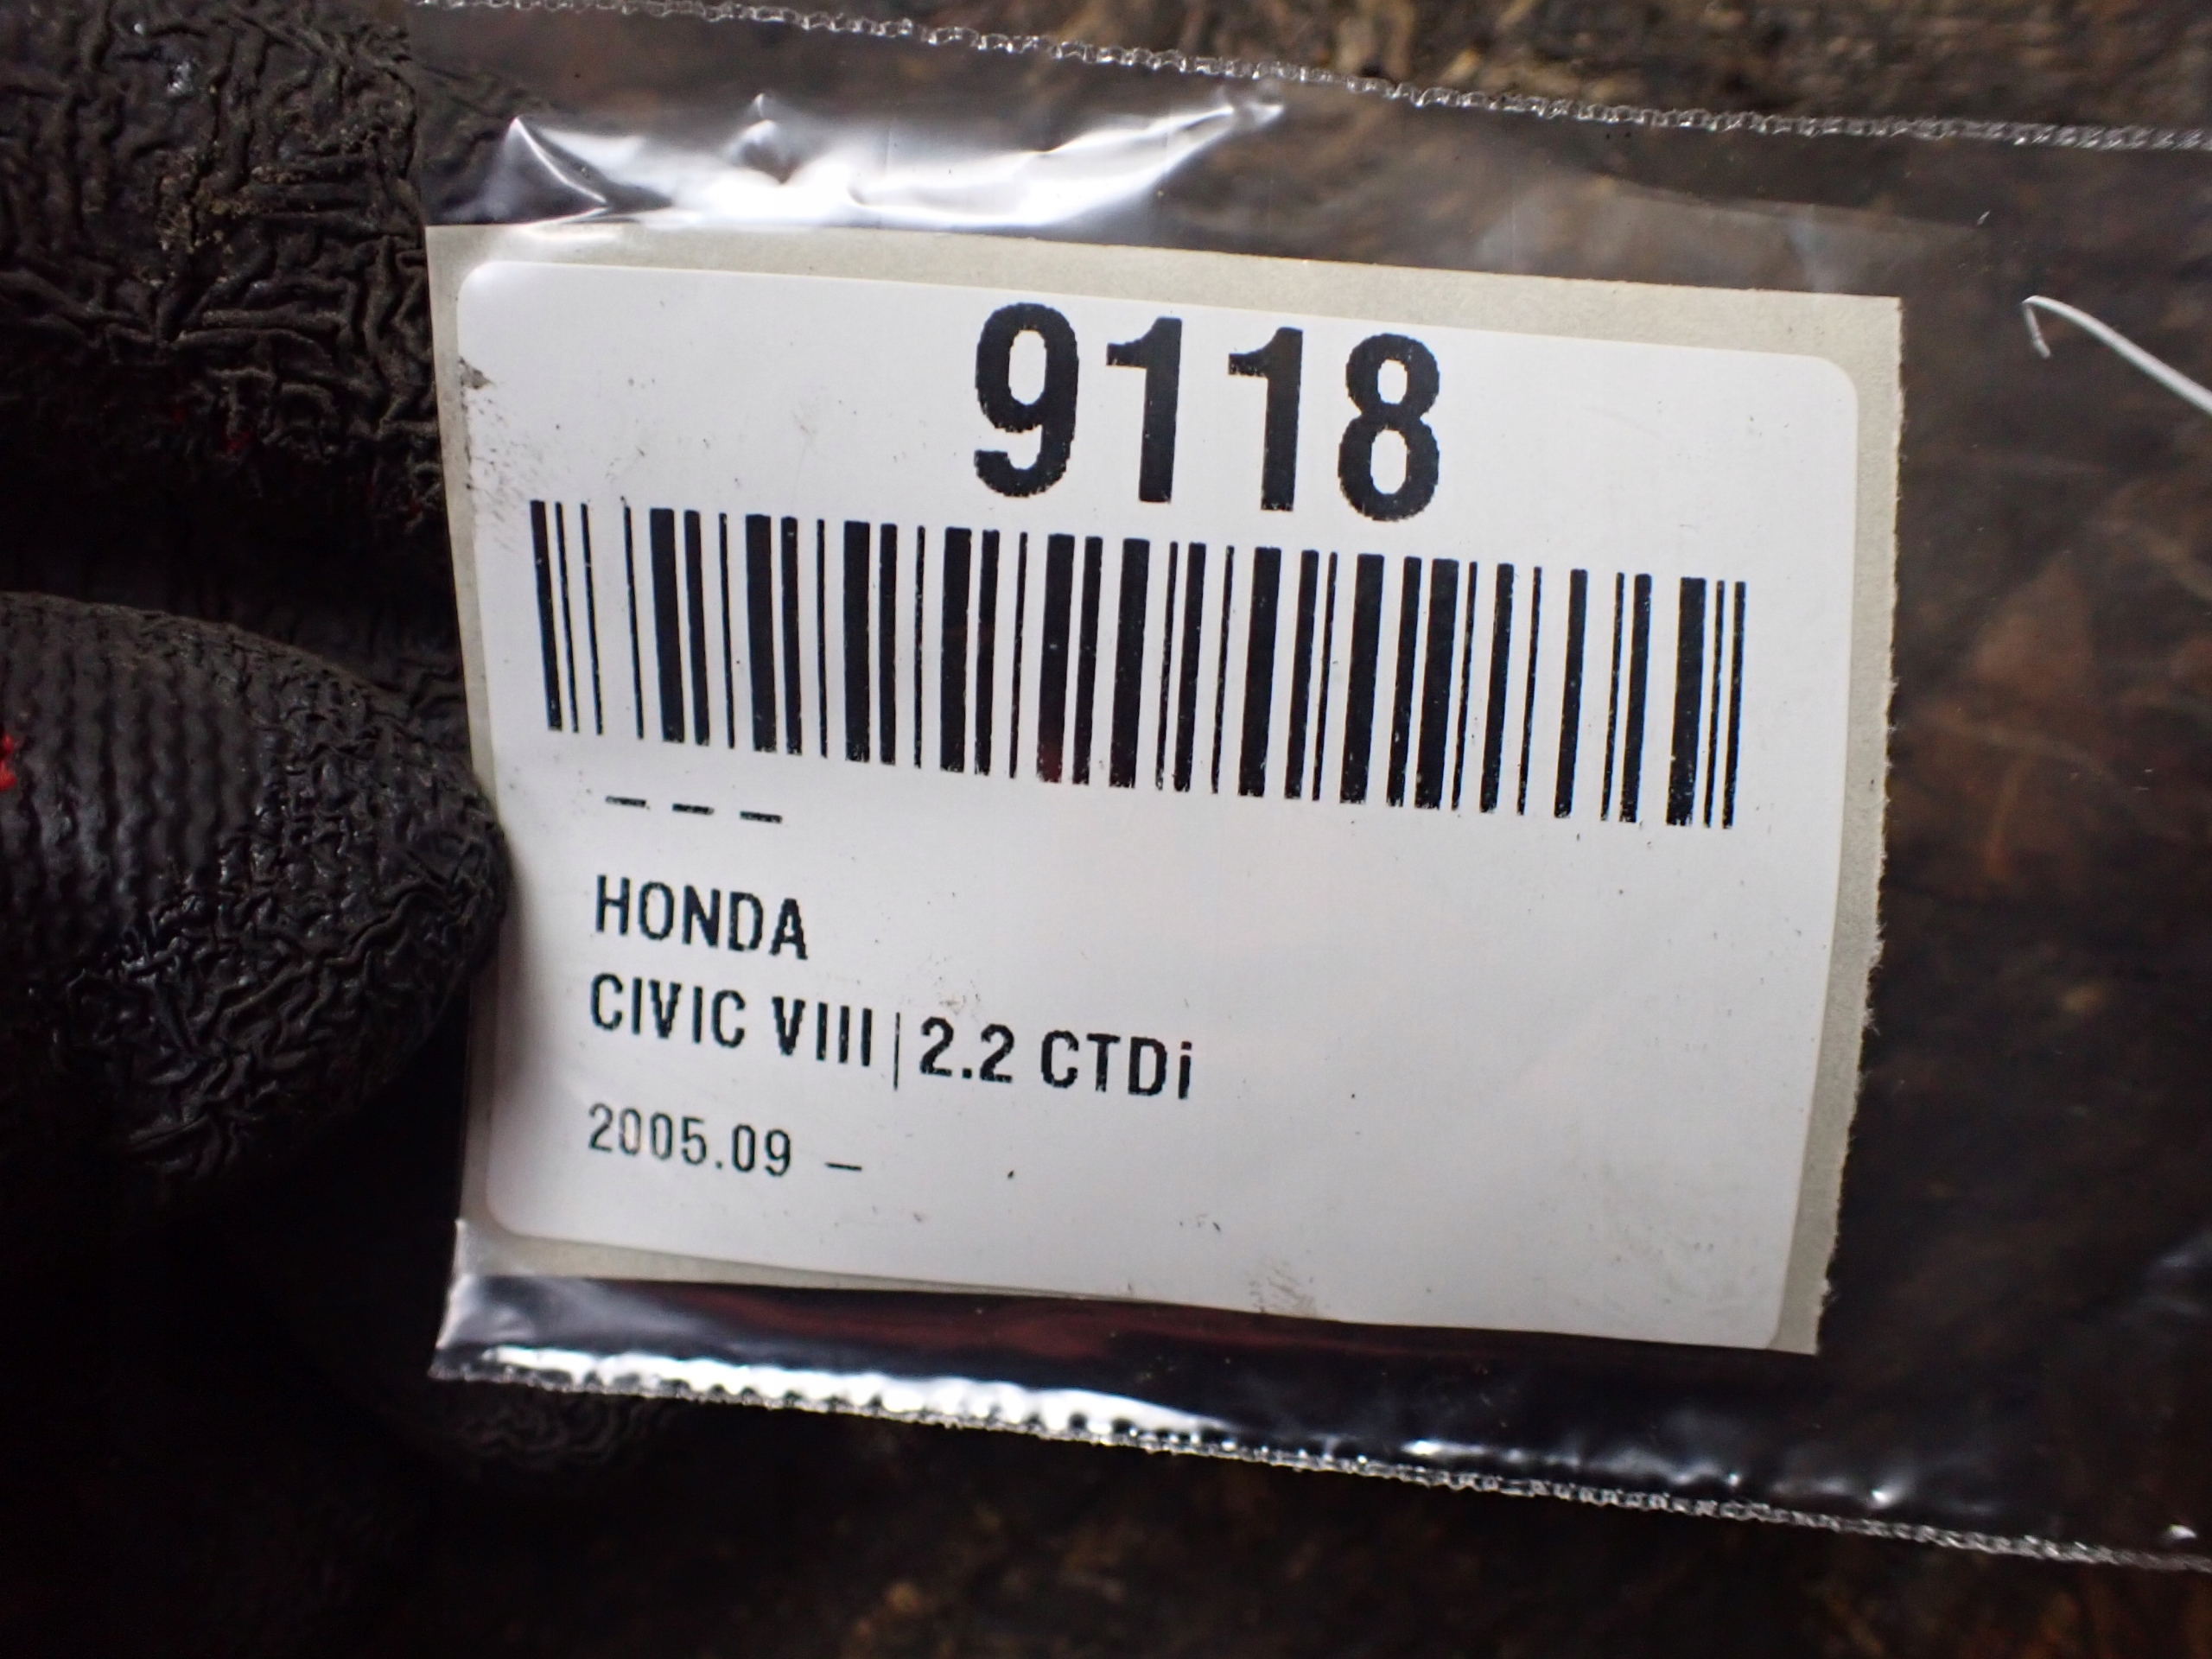 9118
– – –
HONDA
CIVIC VIII | 2.2 CTDi
2005.09 –